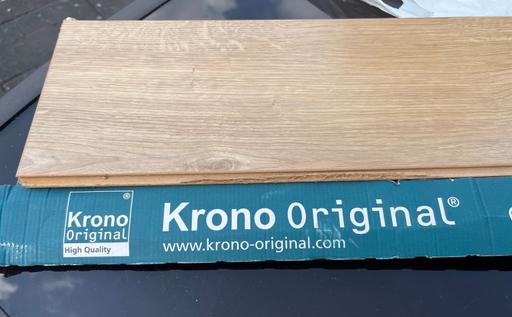 Krono®
Original
High Quality
Krono Original®
www.krono-original.com